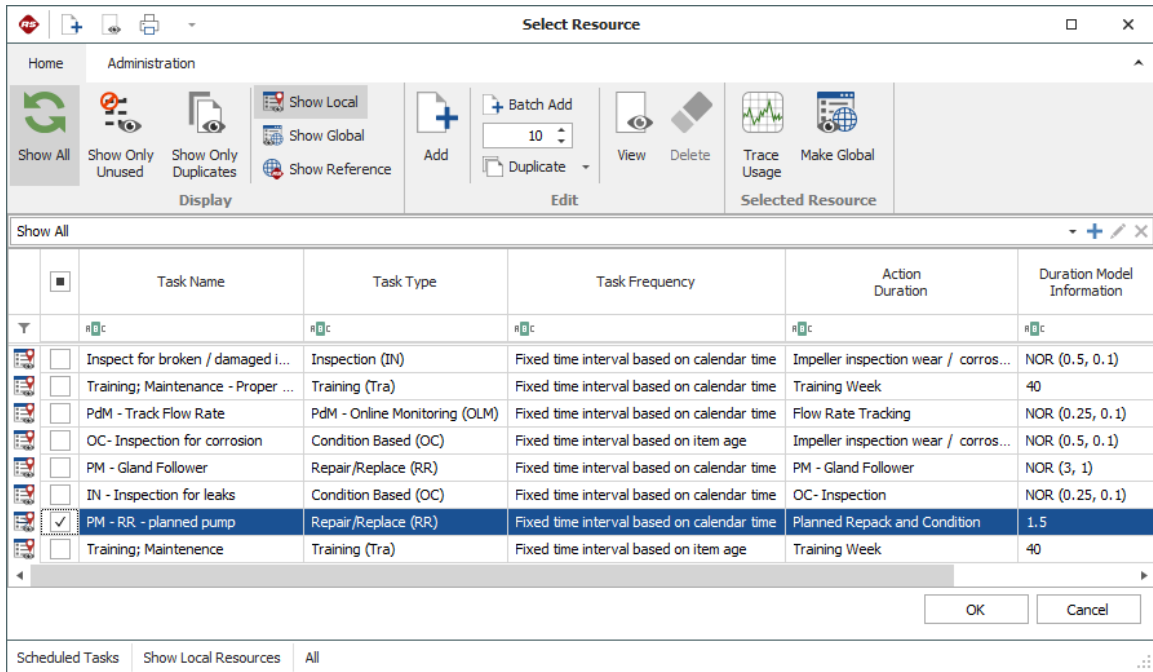 RS
Select Resource
Home Administration
Show All
Show Only Unused
Show Only Duplicates
Show Local
Show Global
Show Reference
Display
Add
Batch Add
10
Duplicate
View
Delete
Edit
Trace Usage
Make Global
Selected Resource
Show All
Task Name Task Type Task Frequency Action Duration Duration Model Information
ABC ABC ABC ABC ABC
Inspect for broken / damaged i... Inspection (IN) Fixed time interval based on calendar time Impeller inspection wear / corros... NOR (0.5, 0.1)
Training; Maintenance - Proper ... Training (Tra) Fixed time interval based on calendar time Training Week 40
PdM - Track Flow Rate PdM - Online Monitoring (OLM) Fixed time interval based on calendar time Flow Rate Tracking NOR (0.25, 0.1)
OC- Inspection for corrosion Condition Based (OC) Fixed time interval based on item age Impeller inspection wear / corros... NOR (0.5, 0.1)
PM - Gland Follower Repair/Replace (RR) Fixed time interval based on calendar time PM - Gland Follower NOR (3, 1)
IN - Inspection for leaks Condition Based (OC) Fixed time interval based on calendar time OC- Inspection NOR (0.25, 0.1)
PM - RR - planned pump Repair/Replace (RR) Fixed time interval based on calendar time Planned Repack and Condition 1.5
Training; Maintenence Training (Tra) Fixed time interval based on item age Training Week 40
OK Cancel
Scheduled Tasks Show Local Resources All